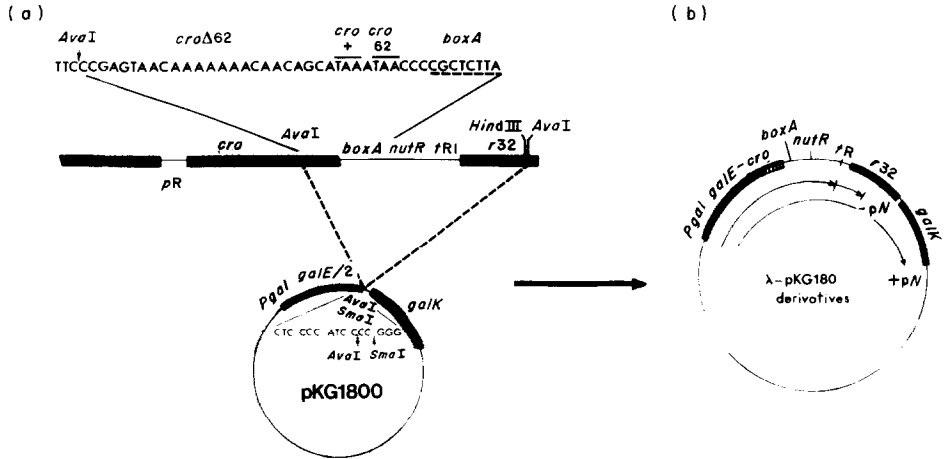 (a)
AvaI croΔ62 cro + cro 62 boxA
TTCCCGAGTAACAAAAAAACAACAGCATAAATAACCCCGCTCTTA
AvaI HindIII AvaI
cro boxA nutR tR1 r32
pR
Pgal galE/2 AvaI SmaI galK
CTC CCC ATC CCC GGG
AvaI SmaI
pKG1800
(b)
boxA nutR tR r32
Pgal galE-cro galK
-pN
+pN
λ-pKG180
derivatives